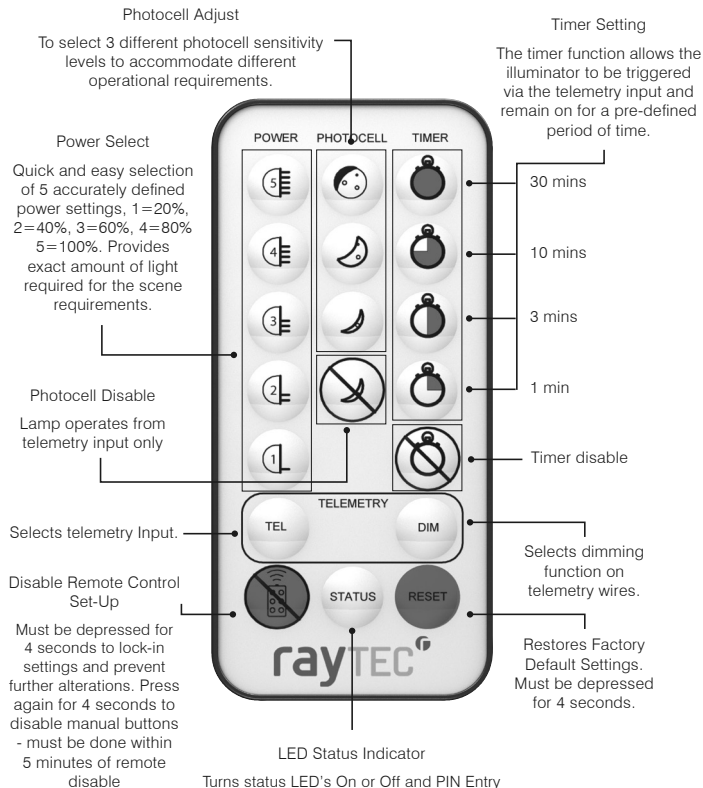 Photocell Adjust
To select 3 different photocell sensitivity
levels to accommodate different
operational requirements.
Timer Setting
The timer function allows the
illuminator to be triggered
via the telemetry input and
remain on for a pre-defined
period of time.
Power Select
Quick and easy selection
of 5 accurately defined
power settings, 1=20%,
2=40%, 3=60%, 4=80%
5=100%. Provides
exact amount of light
required for the scene
requirements.
Photocell Disable
Lamp operates from
telemetry input only
Selects telemetry Input.
Disable Remote Control
Set-Up
Must be depressed for
4 seconds to lock-in
settings and prevent
further alterations. Press
again for 4 seconds to
disable manual buttons
- must be done within
5 minutes of remote
disable
POWER PHOTOCELL TIMER
5
4
3
2
1
TELEMETRY
TEL DIM
STATUS RESET
rayTEC
30 mins
10 mins
3 mins
1 min
Timer disable
Selects dimming
function on
telemetry wires.
Restores Factory
Default Settings.
Must be depressed
for 4 seconds.
LED Status Indicator
Turns status LED's On or Off and PIN Entry